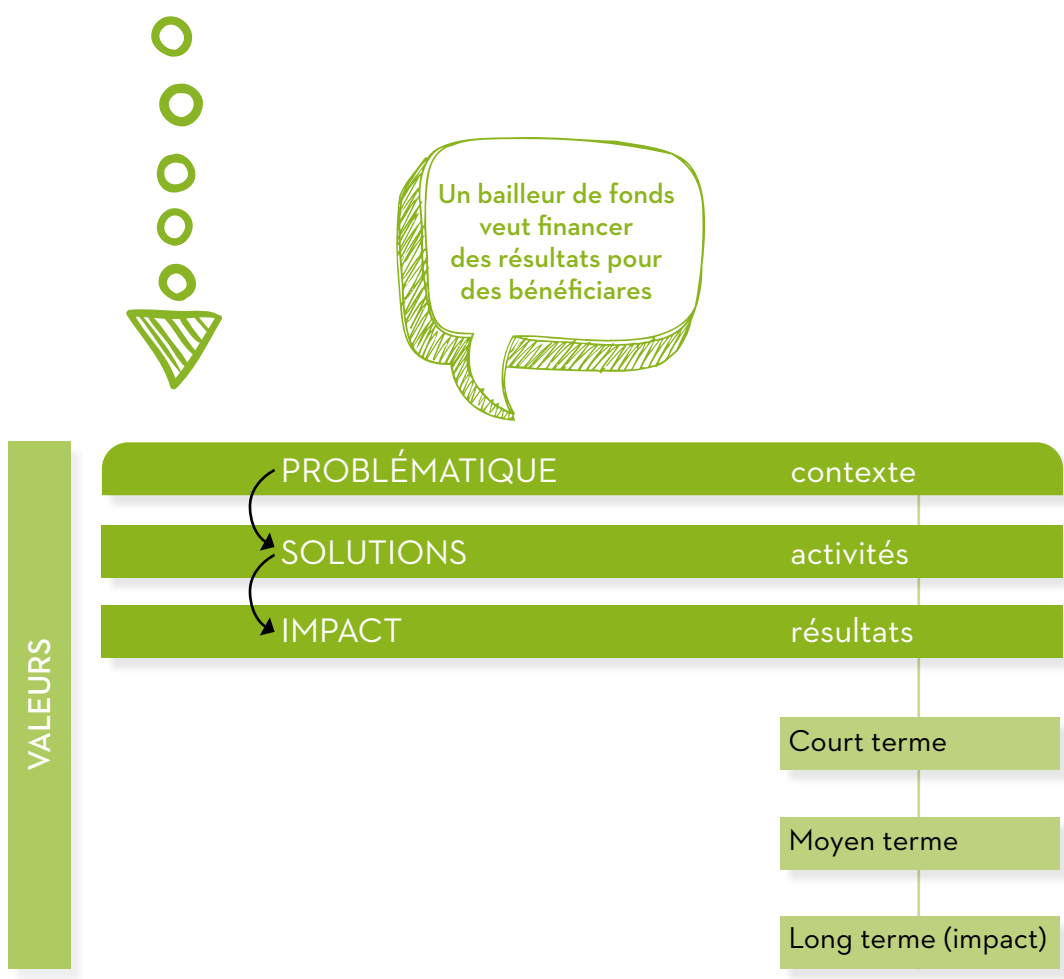 Un bailleur de fonds
veut financer
des résultats pour
des bénéficiares
PROBLÉMATIQUE contexte
SOLUTIONS activités
IMPACT résultats
VALEURS
Court terme
Moyen terme
Long terme (impact)